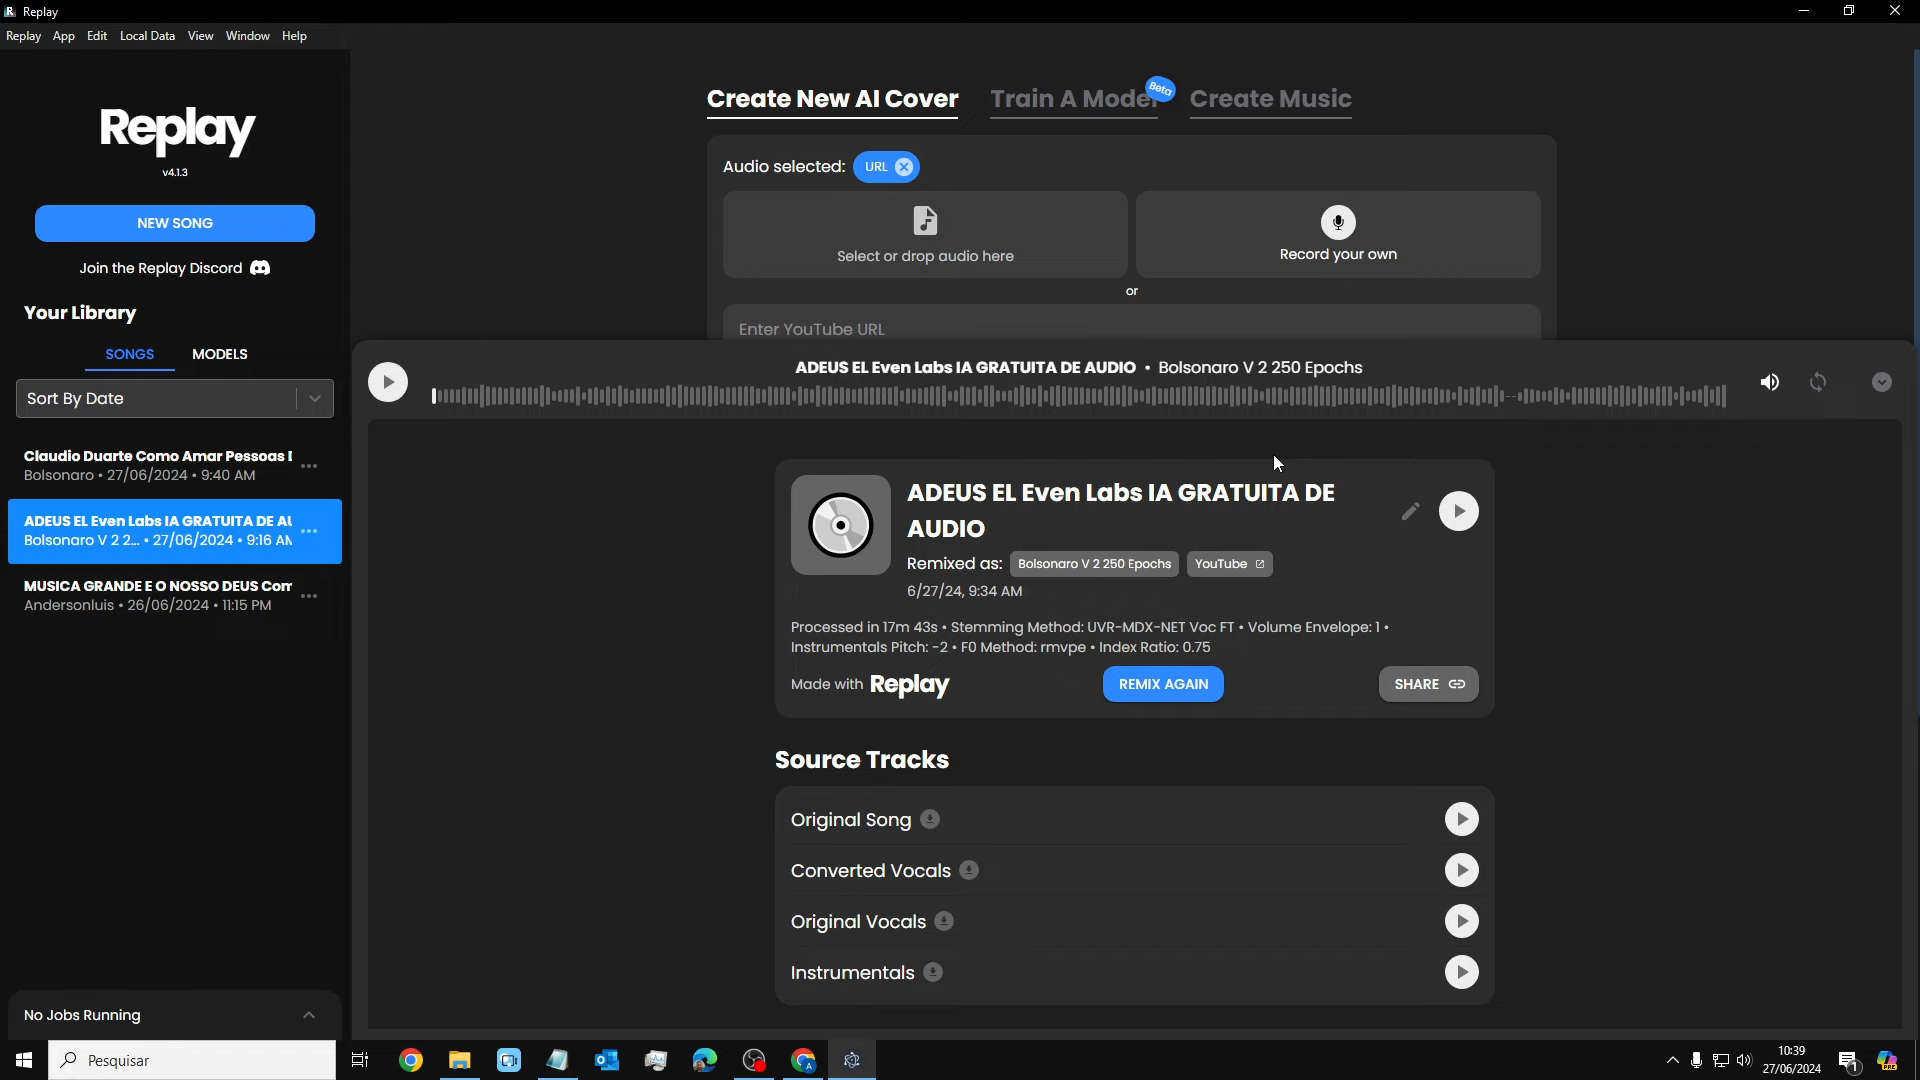 Replay
Replay App Edit Local Data View Window Help
Replay
v4.1.3
NEW SONG
Join the Replay Discord
Your Library
SONGS MODELS
Sort By Date
Claudio Duarte Como Amar Pessoas
Bolsonaro • 27/06/2024 • 9:40 AM
ADEUS EL Even Labs IA GRATUITA DE AU
Bolsonaro V 2 2... • 27/06/2024 • 9:16 AM
MUSICA GRANDE E O NOSSO DEUS Com
Andersonluis • 26/06/2024 • 11:15 PM
No Jobs Running
Create New AI Cover Train A Model Beta Create Music
Audio selected: URL
Select or drop audio here
Record your own
or
Enter YouTube URL
ADEUS EL Even Labs IA GRATUITA DE AUDIO • Bolsonaro V 2 250 Epochs
ADEUS EL Even Labs IA GRATUITA DE
AUDIO
Remixed as: Bolsonaro V 2 250 Epochs YouTube
6/27/24, 9:34 AM
Processed in 17m 43s • Stemming Method: UVR-MDX-NET Voc FT • Volume Envelope: 1 •
Instrumentals Pitch: -2 • F0 Method: rmvpe • Index Ratio: 0.75
Made with Replay REMIX AGAIN SHARE
Source Tracks
Original Song
Converted Vocals
Original Vocals
Instrumentals
Pesquisar
10:39
27/06/2024
1
PRE